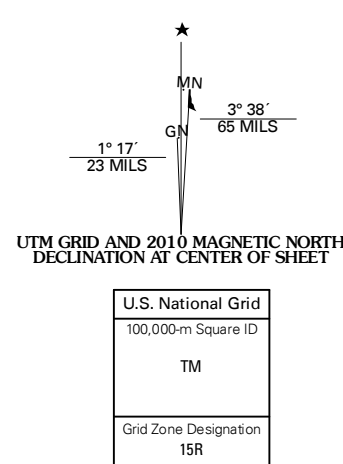 MN
GN
3° 38´
65 MILS
1° 17´
23 MILS
UTM GRID AND 2010 MAGNETIC NORTH
DECLINATION AT CENTER OF SHEET
U.S. National Grid
100,000-m Square ID
TM
Grid Zone Designation
15R